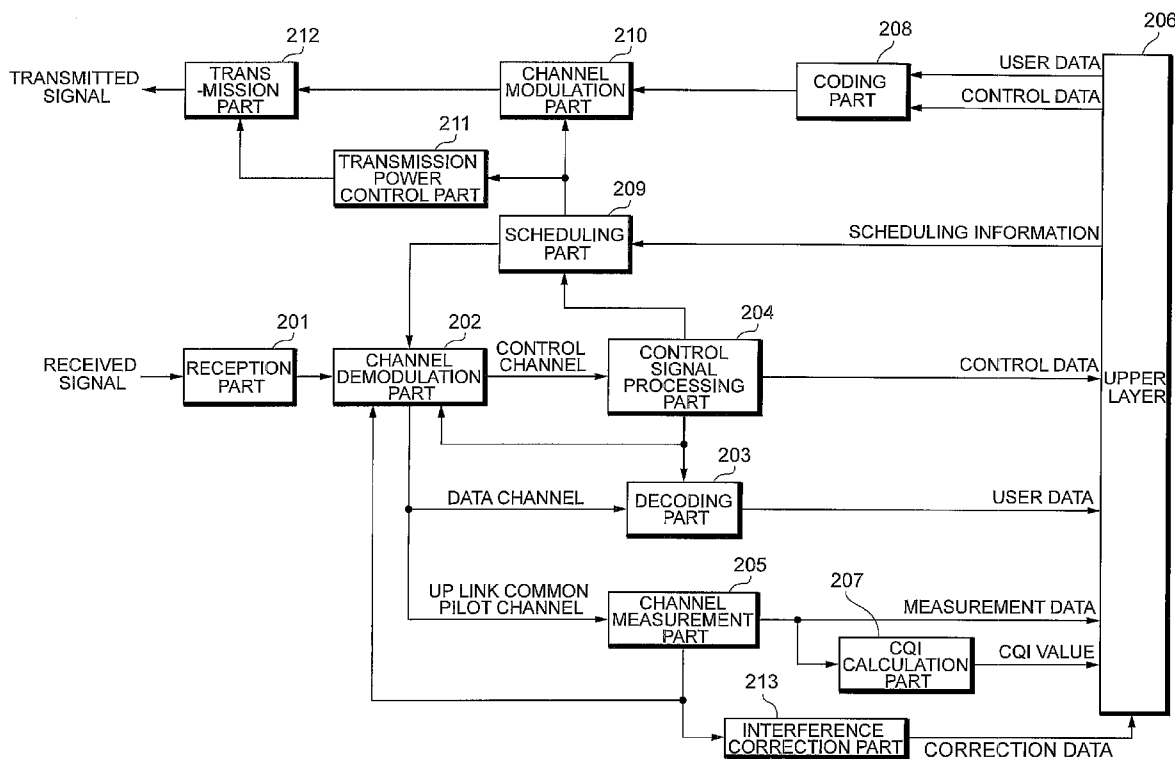 212
TRANS
-MISSION
PART
TRANSMITTED
SIGNAL
210
CHANNEL
MODULATION
PART
208
CODING
PART
USER DATA
CONTROL DATA
206
UPPER
LAYER
211
TRANSMISSION
POWER
CONTROL PART
209
SCHEDULING
PART
SCHEDULING INFORMATION
RECEIVED
SIGNAL
201
RECEPTION
PART
202
CHANNEL
DEMODULATION
PART
CONTROL
CHANNEL
204
CONTROL
SIGNAL
PROCESSING
PART
CONTROL DATA
DATA CHANNEL
203
DECODING
PART
USER DATA
UP LINK COMMON
PILOT CHANNEL
205
CHANNEL
MEASUREMENT
PART
MEASUREMENT DATA
207
CQI
CALCULATION
PART
CQI VALUE
213
INTERFERENCE
CORRECTION PART
CORRECTION DATA